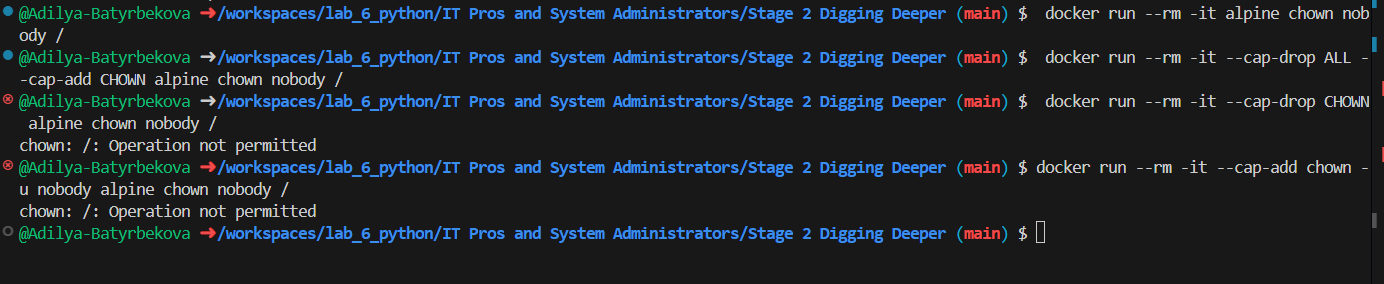 @Adilya-Batyrbekova ➜/workspaces/lab_6_python/IT Pros and System Administrators/Stage 2 Digging Deeper (main) $  docker run --rm -it alpine chown nob
ody /
@Adilya-Batyrbekova ➜/workspaces/lab_6_python/IT Pros and System Administrators/Stage 2 Digging Deeper (main) $  docker run --rm -it --cap-drop ALL -
-cap-add CHOWN alpine chown nobody /
@Adilya-Batyrbekova ➜/workspaces/lab_6_python/IT Pros and System Administrators/Stage 2 Digging Deeper (main) $  docker run --rm -it --cap-drop CHOWN
 alpine chown nobody /
chown: /: Operation not permitted
@Adilya-Batyrbekova ➜/workspaces/lab_6_python/IT Pros and System Administrators/Stage 2 Digging Deeper (main) $ docker run --rm -it --cap-add chown -
u nobody alpine chown nobody /
chown: /: Operation not permitted
@Adilya-Batyrbekova ➜/workspaces/lab_6_python/IT Pros and System Administrators/Stage 2 Digging Deeper (main) $